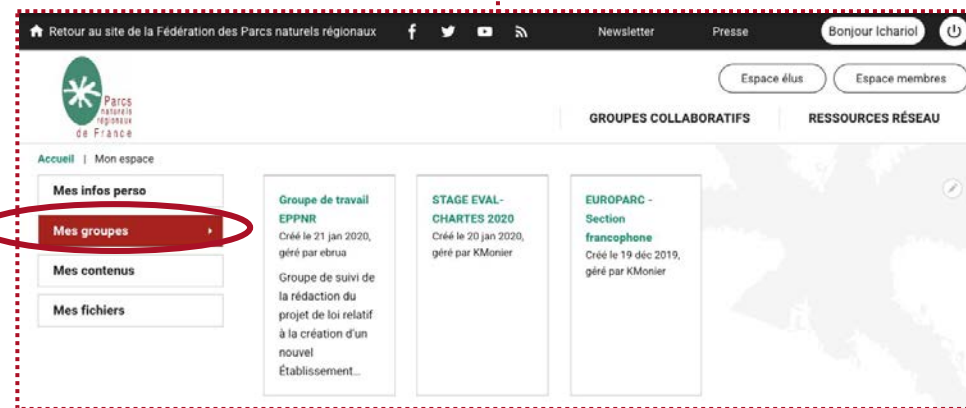 Retour au site de la Fédération des Parcs naturels régionaux
Newsletter
Presse
Bonjour lchariol
Espace élus
Espace membres
Parcs
naturels
régionaux
de France
GROUPES COLLABORATIFS
RESSOURCES RÉSEAU
Accueil | Mon espace
Mes infos perso
Mes groupes
Mes contenus
Mes fichiers
Groupe de travail
EPPNR
Créé le 21 jan 2020,
géré par ebrua
Groupe de suivi de
la rédaction du
projet de loi relatif
à la création d'un
nouvel
Établissement...
STAGE EVAL-
CHARTES 2020
Créé le 20 jan 2020,
géré par KMonier
EUROPARC -
Section
francophone
Créé le 19 déc 2019,
géré par KMonier